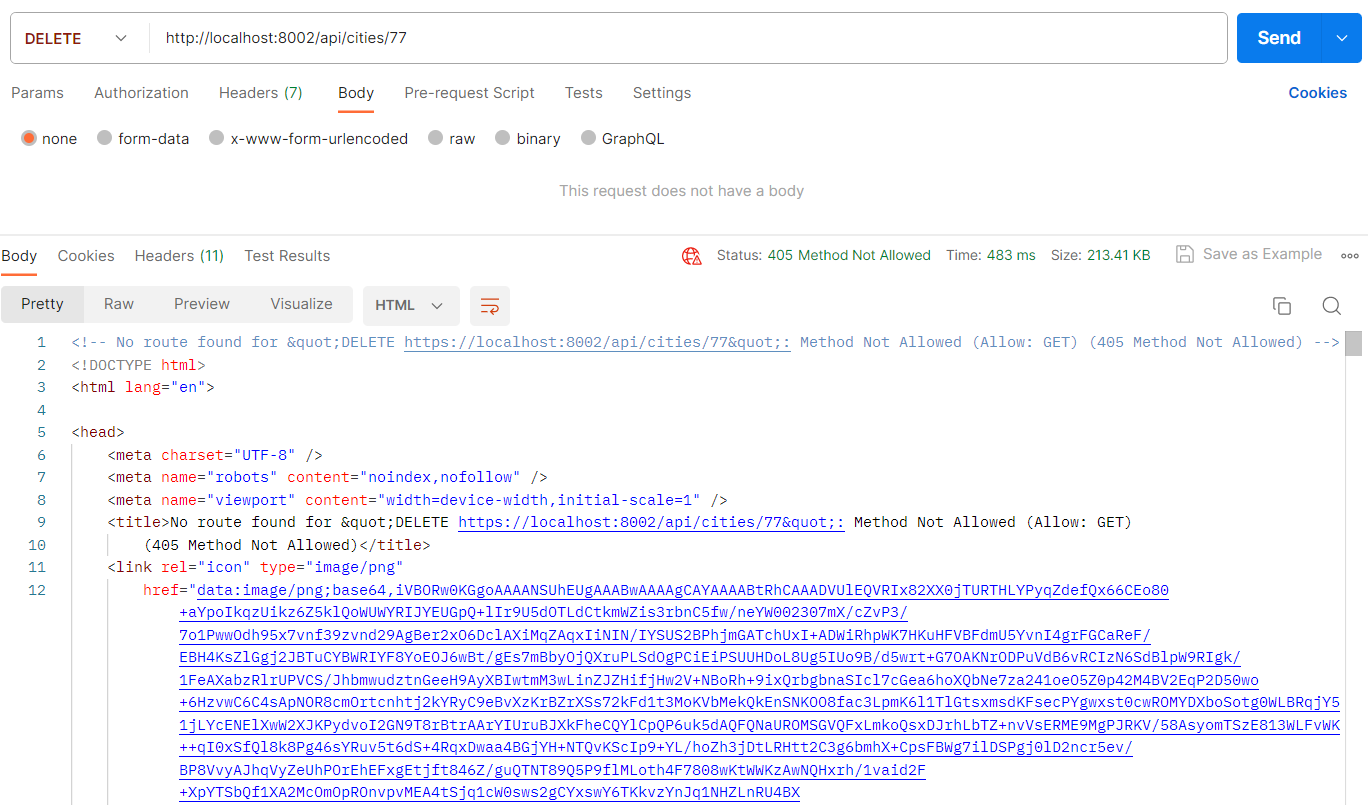 DELETE http://localhost:8002/api/cities/77 Send
Params Authorization Headers (7) Body Pre-request Script Tests Settings Cookies
none form-data x-www-form-urlencoded raw binary GraphQL
This request does not have a body
Body Cookies Headers (11) Test Results Status: 405 Method Not Allowed Time: 483 ms Size: 213.41 KB Save as Example
Pretty Raw Preview Visualize HTML
1 <!-- No route found for &quot;DELETE https://localhost:8002/api/cities/77&quot;: Method Not Allowed (Allow: GET) (405 Method Not Allowed) -->
2 <!DOCTYPE html>
3 <html lang="en">
4
5 <head>
6 <meta charset="UTF-8" />
7 <meta name="robots" content="noindex,nofollow" />
8 <meta name="viewport" content="width=device-width,initial-scale=1" />
9 <title>No route found for &quot;DELETE https://localhost:8002/api/cities/77&quot;: Method Not Allowed (Allow: GET)
10 (405 Method Not Allowed)</title>
11 <link rel="icon" type="image/png"
12 href="data:image/png;base64,iVBORw0KGgoAAAANSUhEUgAAABwAAAAgCAYAAAABtRhCAAADVUlEQVRIx82XX0jTURTHLYPyqZdefQx66CEo80
+aYpoIkqzUikz6Z5klQoWUWYRIJYEUGpQ+lIr9U5dOTLdCtkmWZis3rbnC5fw/neYW002307mX/cZvP3/
7o1PwwOdh95x7vnf39zvnd29AgBer2xO6DclAXiMqZAqxIiNIN/IYSUS2BPhjmGATchUxI+ADWiRhpWK7HKuHFVBFdmU5YvnI4grFGCaReF/
EBH4KsZlGgj2JBTuCYBWRIYF8YoEOJ6wBt/gEs7mBbyOjQXruPLSdOgPCiEiPSUUHDoL8Ug5IUo9B/d5wrt+G7OAKNrODPuVdB6vRCIzN6SdBlpW9RIgk/
1FeAXabzRlrUPVCS/JhbmwudztnGeeH9AyXBIwtmM3wLinZJZHifjHw2V+NBoRh+9ixQrbgbnaSIcl7cGea6hoXQbNe7za241oeO5Z0p42M4BV2EqP2D50wo
+6HzvwC6C4sApNOR8cmOrtcnhtj2kYRyC9eBvXzKrBZrXSs72kFd1t3MoKVbMekQkEnSNKOO8fac3LpmK6l1TlGtsxmsdKFsecPYgwxst0cwROMYDXboSotg0WLBRqjY5
1jLYcENElXwW2XJKPydvoI2GN9T8rBtrAArYIUruBJXkFheCQYlCpQP6uk5dAQFQNaUROMSGVQFxLmkoQsxDJrhLbTZ+nvVsERME9MgPJRKV/58AsyomTSzE813WLFvWK
++qI0xSfQl8k8Pg46sYRuv5t6dS+4RqxDwaa4BGjYH+NTQvKScIp9+YL/hoZh3jDtLRHtt2C3g6bmhX+CpsFBWg7ilDSPgj0lD2ncr5ev/
BP8VvyAJhqVyZeUhPOrEhEFxgEtjft846Z/guQTNT89Q5P9flMLoth4F7808wKtWWKzAwNQHxrh/1vaid2F
+XpYTSbQf1XA2McOmOpROnvpvMEA4tSjq1cW0sws2gCYxswY6TKkvzYnJq1NHZLnRU4BX